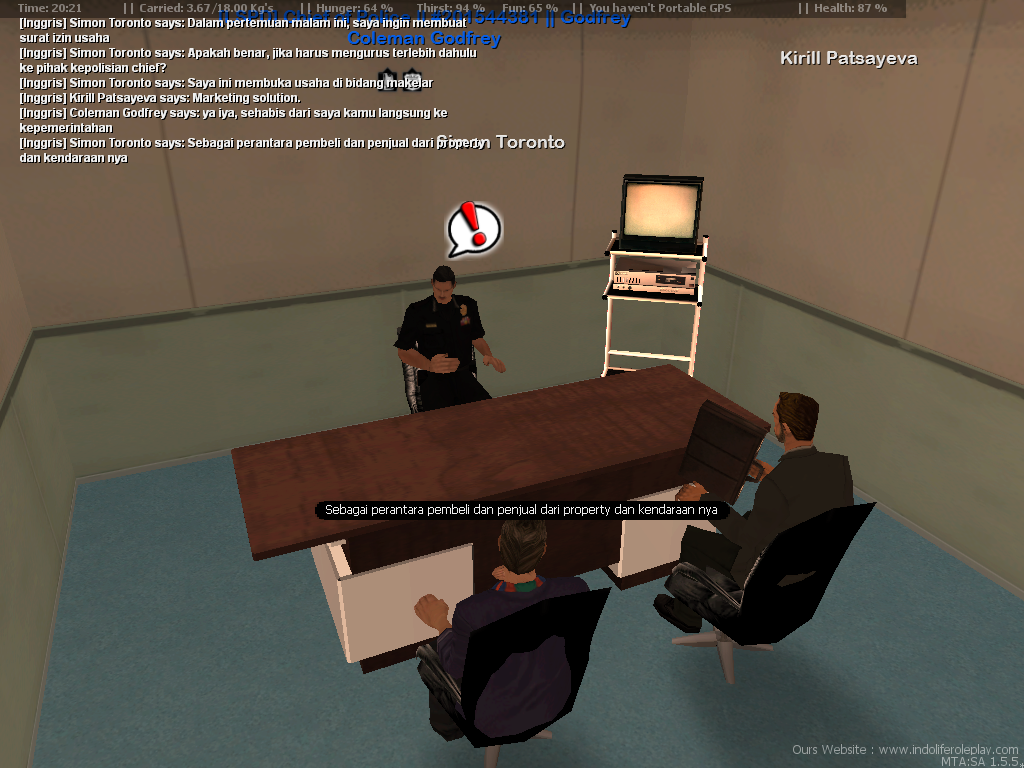 Time: 20:21 || Carried: 3.67/18.00 Kg's || Hunger: 64 % Thirst: 94 % Fun: 65 % || You haven't Portable GPS || Health: 87 %
|| Chief of Police || #201544381 || Godfrey
[Inggris] Simon Toronto says: Dalam pertemuan malam ini, saya ingin membuat
surat izin usaha
Coleman Godfrey
[Inggris] Simon Toronto says: Apakah benar, jika harus mengurus terlebih dahulu
ke pihak kepolisian chief?
Kirill Patsayeva
[Inggris] Simon Toronto says: Saya ini membuka usaha di bidang makelar
[Inggris] Kirill Patsayeva says: Marketing solution.
[Inggris] Coleman Godfrey says: ya iya, sehabis dari saya kamu langsung ke
kepemerintahan
[Inggris] Simon Toronto says: Sebagai perantara pembeli dan penjual dari property
dan kendaraan nya
Simon Toronto
Sebagai perantara pembeli dan penjual dari property dan kendaraan nya
Ours Website : www.indoliferoleplay.com
MTA:SA 1.5.5